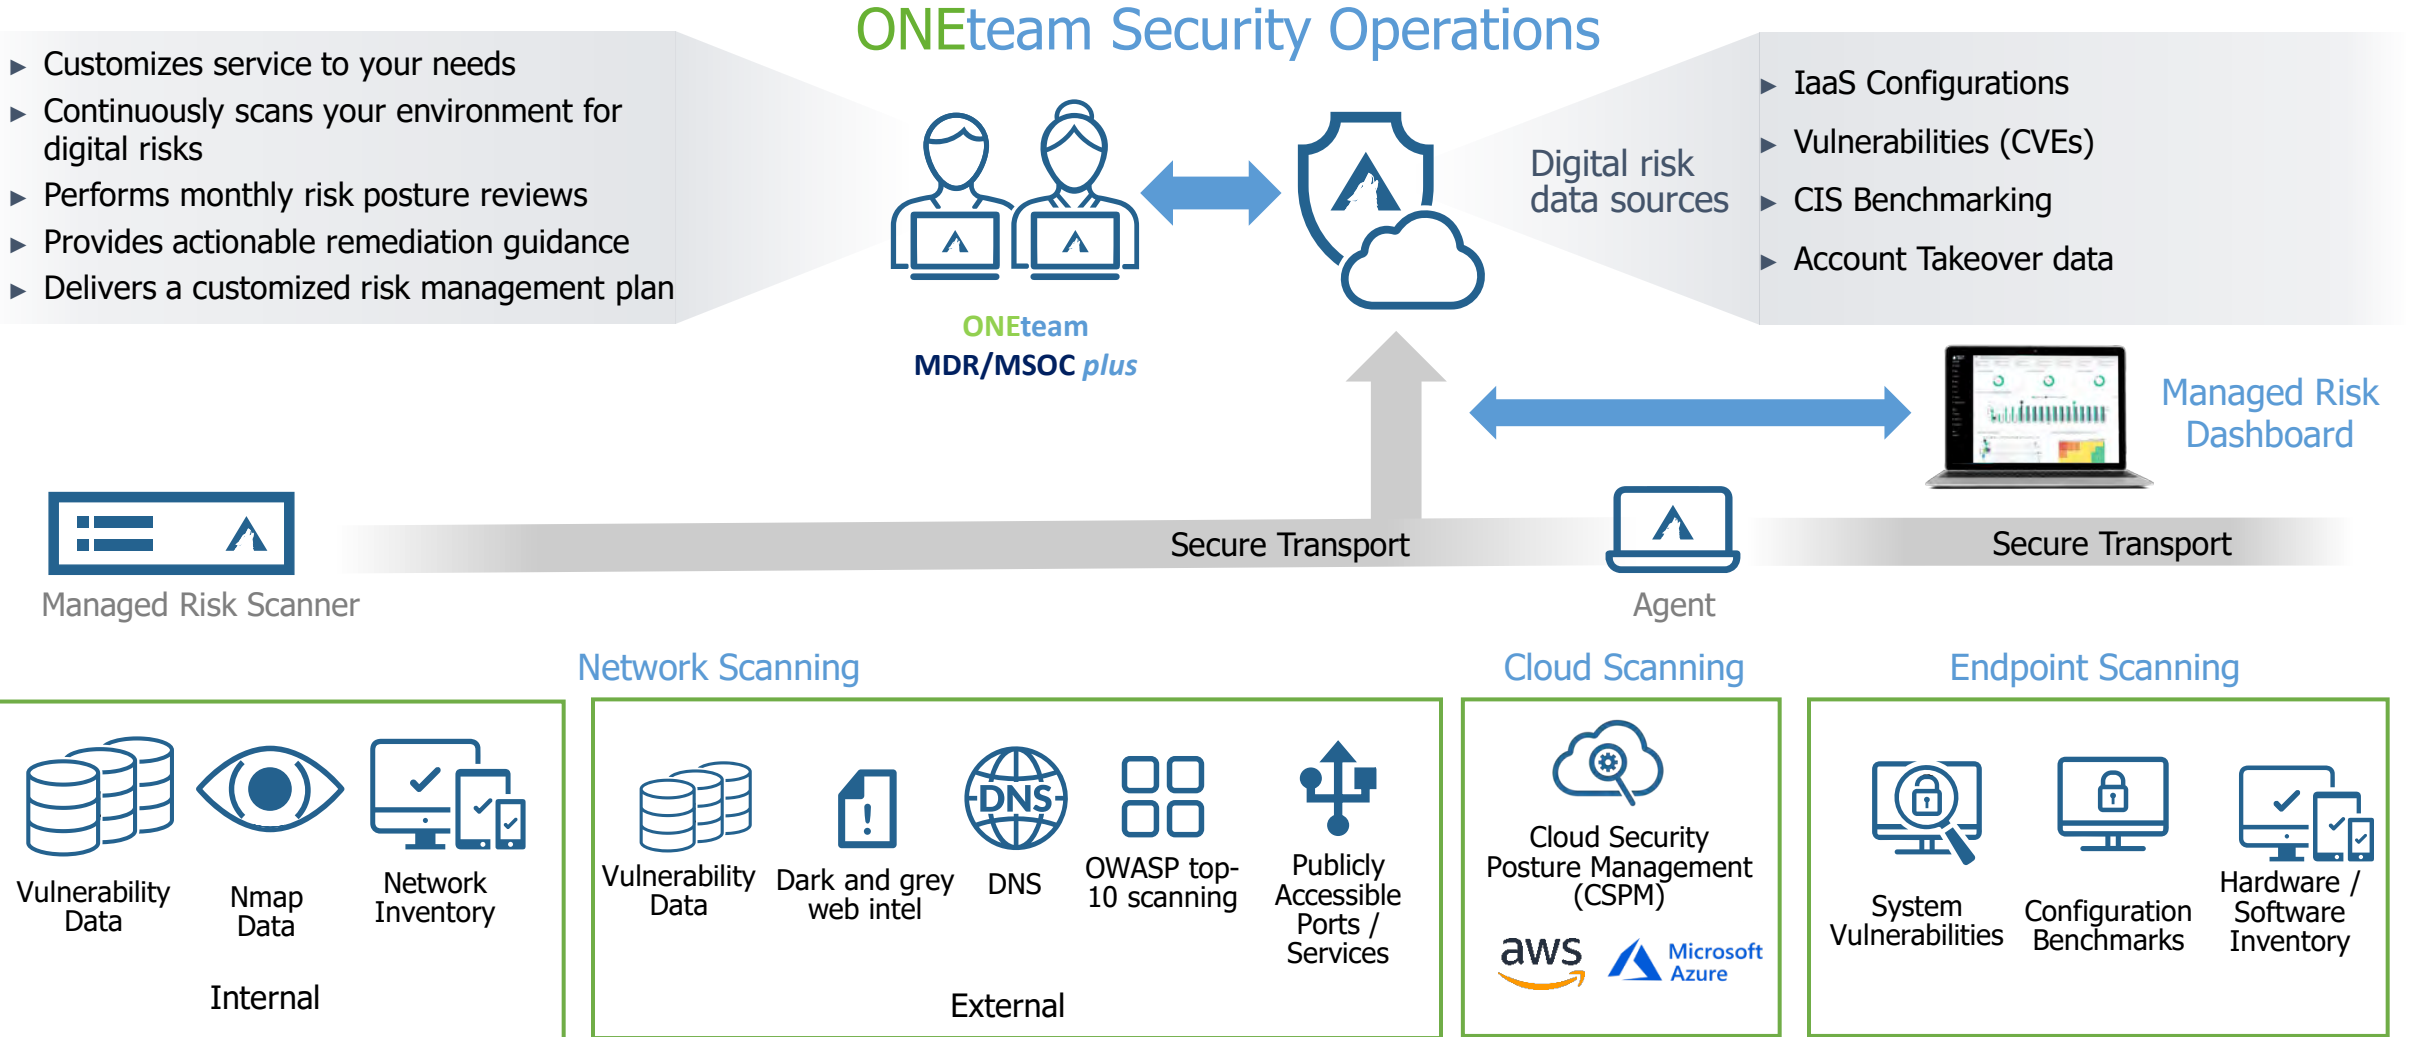 ONEteam Security Operations
► Customizes service to your needs
► Continuously scans your environment for
digital risks
► Performs monthly risk posture reviews
► Provides actionable remediation guidance
► Delivers a customized risk management plan
ONEteam
MDR/MSOC plus
Digital risk
data sources
► IaaS Configurations
► Vulnerabilities (CVEs)
► CIS Benchmarking
► Account Takeover data
Managed Risk
Dashboard
Secure Transport
Secure Transport
Managed Risk Scanner
Agent
Network Scanning
Cloud Scanning
Endpoint Scanning
Vulnerability
Data
Nmap
Data
Network
Inventory
Internal
Vulnerability
Data
Dark and grey
web intel
DNS
DNS
OWASP top-
10 scanning
Publicly
Accessible
Ports /
Services
External
Cloud Security
Posture Management
(CSPM)
aws
Microsoft
Azure
System
Vulnerabilities
Configuration
Benchmarks
Hardware /
Software
Inventory